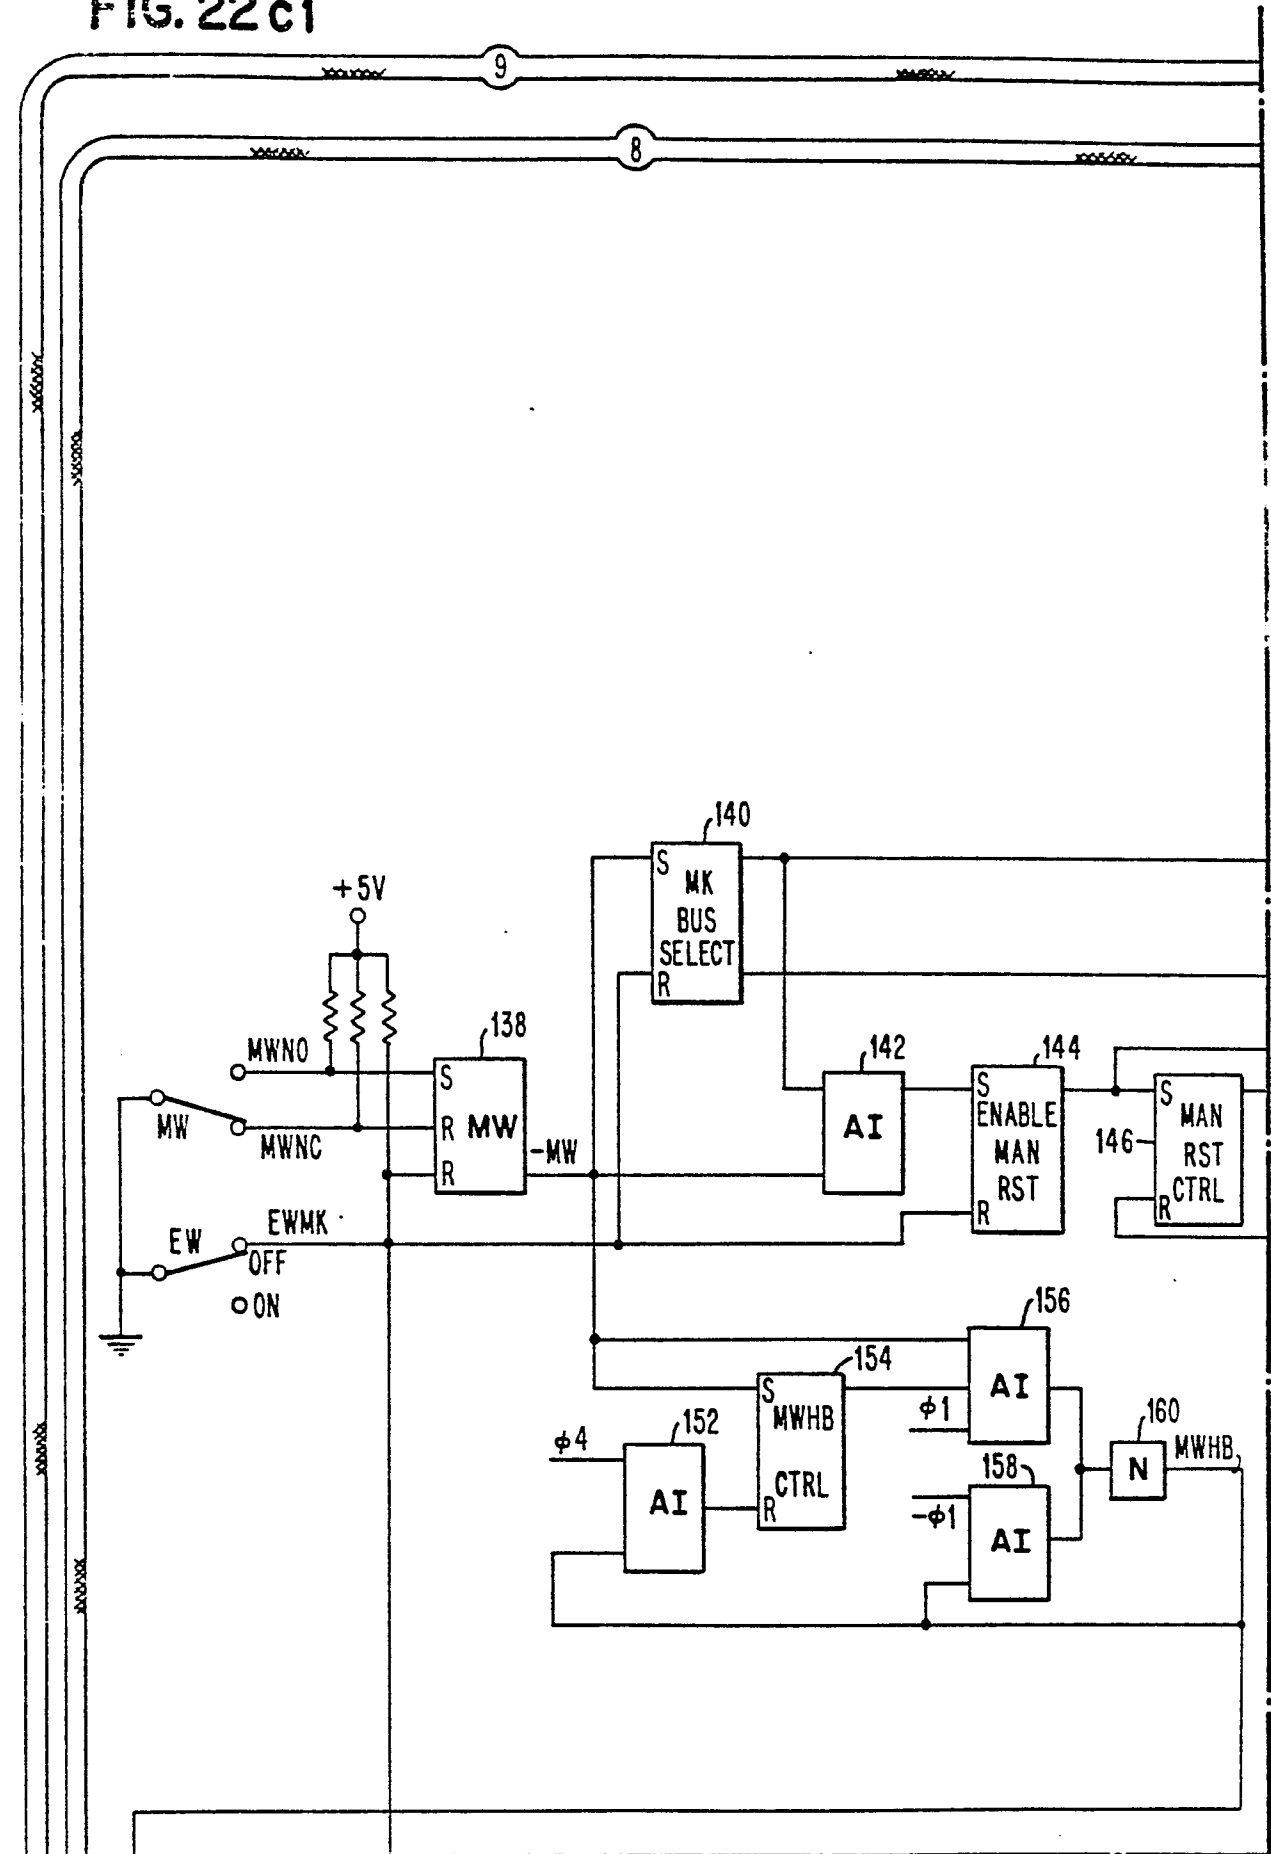 FIG. 22 c1
9
8
140
S
MK
BUS
SELECT
R
+5V
138
MWNO
S
R MW
R
MW
MWNC
-MW
142
AI
144
S
ENABLE
MAN
RST
R
146
S
MAN
RST
CTRL
R
EW
EWMK
OFF
ON
156
AI
154
S
MWHB
CTRL
R
φ1
152
φ4
AI
158
-φ1
AI
160
N
MWHB